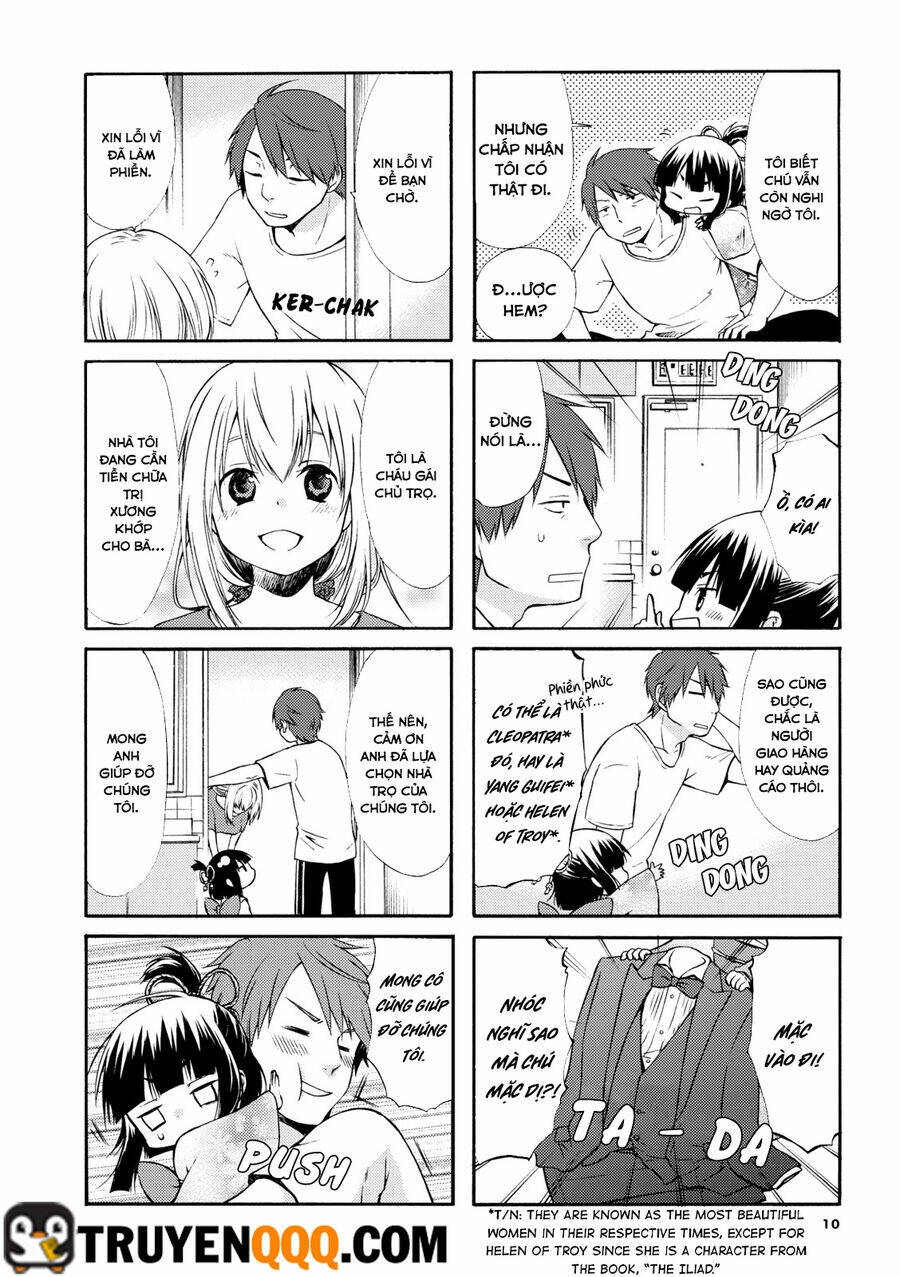 TÔI BIẾT
CHÚ VẪN
CÒN NGHI
NGỜ TÔI.
NHƯNG
CHẤP NHẬN
TÔI CÓ
THẬT ĐI.
Đ...ƯỢC
HEM?
DING
DONG
Ồ, CÓ AI
KÌA!
ĐỪNG
NÓI LÀ...
SAO CŨNG
ĐƯỢC,
CHẮC LÀ
NGƯỜI
GIAO HÀNG
HAY QUẢNG
CÁO THÔI.
Phiền phức
thật...
CÓ THỂ LÀ
CLEOPATRA*
ĐÓ, HAY LÀ
YANG GUIFEI*
HOẶC HELEN
OF TROY*.
DING
DONG
MẶC
VÀO ĐI!
NHÓC
NGHĨ SAO
MÀ CHÚ
MẶC DỊ?!
TA - DA
XIN LỖI VÌ
ĐỂ BẠN
CHỜ.
XIN LỖI VÌ
ĐÃ LÀM
PHIỀN.
KER-CHAK
TÔI LÀ
CHÁU GÁI
CHỦ TRỌ.
NHÀ TÔI
ĐANG CẦN
TIỀN CHỮA
TRỊ
XƯƠNG
KHỚP
CHO BÀ...
THẾ NÊN,
CẢM ƠN
ANH ĐÃ LỰA
CHỌN NHÀ
TRỌ CỦA
CHÚNG TÔI.
MONG
ANH
GIÚP ĐỠ
CHÚNG
TÔI.
MONG CÔ
CŨNG GIÚP
ĐỠ CHÚNG
TÔI.
PUSH
*T/N: THEY ARE KNOWN AS THE MOST BEAUTIFUL
WOMEN IN THEIR RESPECTIVE TIMES, EXCEPT FOR
HELEN OF TROY SINCE SHE IS A CHARACTER FROM
THE BOOK, "THE ILIAD."
10
TRUYENQQQ.COM